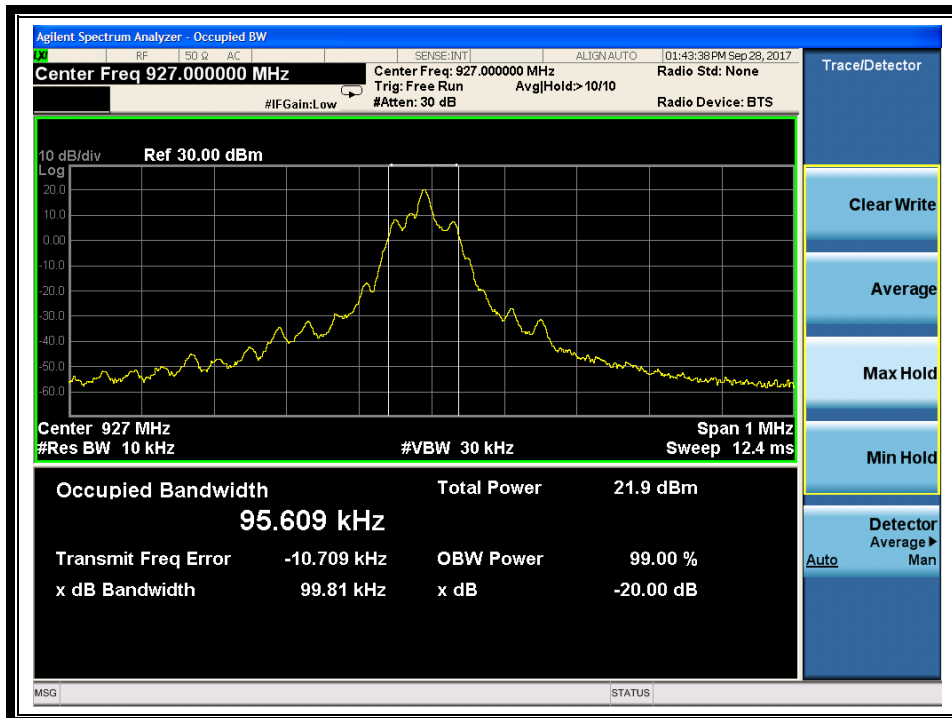 Agilent Spectrum Analyzer - Occupied BW
LXI RF 50 Ω AC SENSE:INT ALIGN AUTO 01:43:38 PM Sep 28, 2017
Center Freq 927.000000 MHz
Center Freq: 927.000000 MHz
Radio Std: None
Trig: Free Run Avg|Hold:> 10/10
#IFGain:Low #Atten: 30 dB Radio Device: BTS
10 dB/div Ref 30.00 dBm
Log
20.0
10.0
0.00
-10.0
-20.0
-30.0
-40.0
-50.0
-60.0
Center 927 MHz Span 1 MHz
#Res BW 10 kHz #VBW 30 kHz Sweep 12.4 ms
Occupied Bandwidth Total Power 21.9 dBm
95.609 kHz
Transmit Freq Error -10.709 kHz OBW Power 99.00 %
x dB Bandwidth 99.81 kHz x dB -20.00 dB
MSG STATUS
Trace/Detector
Clear Write
Average
Max Hold
Min Hold
Detector
Average
Auto Man